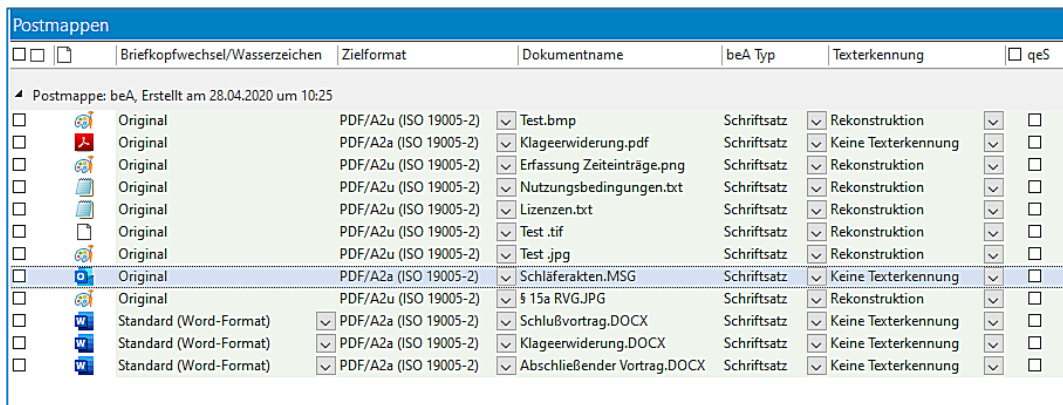 Postmappen
Briefkopfwechsel/Wasserzeichen Zielformat Dokumentname beA Typ Texterkennung qeS
Postmappe: beA, Erstellt am 28.04.2020 um 10:25
Original PDF/A2u (ISO 19005-2) Test.bmp Schriftsatz Rekonstruktion
Original PDF/A2a (ISO 19005-2) Klageerwiderung.pdf Schriftsatz Keine Texterkennung
Original PDF/A2u (ISO 19005-2) Erfassung Zeiteinträge.png Schriftsatz Rekonstruktion
Original PDF/A2u (ISO 19005-2) Nutzungsbedingungen.txt Schriftsatz Rekonstruktion
Original PDF/A2u (ISO 19005-2) Lizenzen.txt Schriftsatz Rekonstruktion
Original PDF/A2u (ISO 19005-2) Test .tif Schriftsatz Rekonstruktion
Original PDF/A2u (ISO 19005-2) Test .jpg Schriftsatz Rekonstruktion
Original PDF/A2a (ISO 19005-2) Schläferakten.MSG Schriftsatz Keine Texterkennung
Original PDF/A2u (ISO 19005-2) § 15a RVG.JPG Schriftsatz Rekonstruktion
Standard (Word-Format) PDF/A2a (ISO 19005-2) Schlußvortrag.DOCX Schriftsatz Keine Texterkennung
Standard (Word-Format) PDF/A2a (ISO 19005-2) Klageerwiderung.DOCX Schriftsatz Keine Texterkennung
Standard (Word-Format) PDF/A2a (ISO 19005-2) Abschließender Vortrag.DOCX Schriftsatz Keine Texterkennung